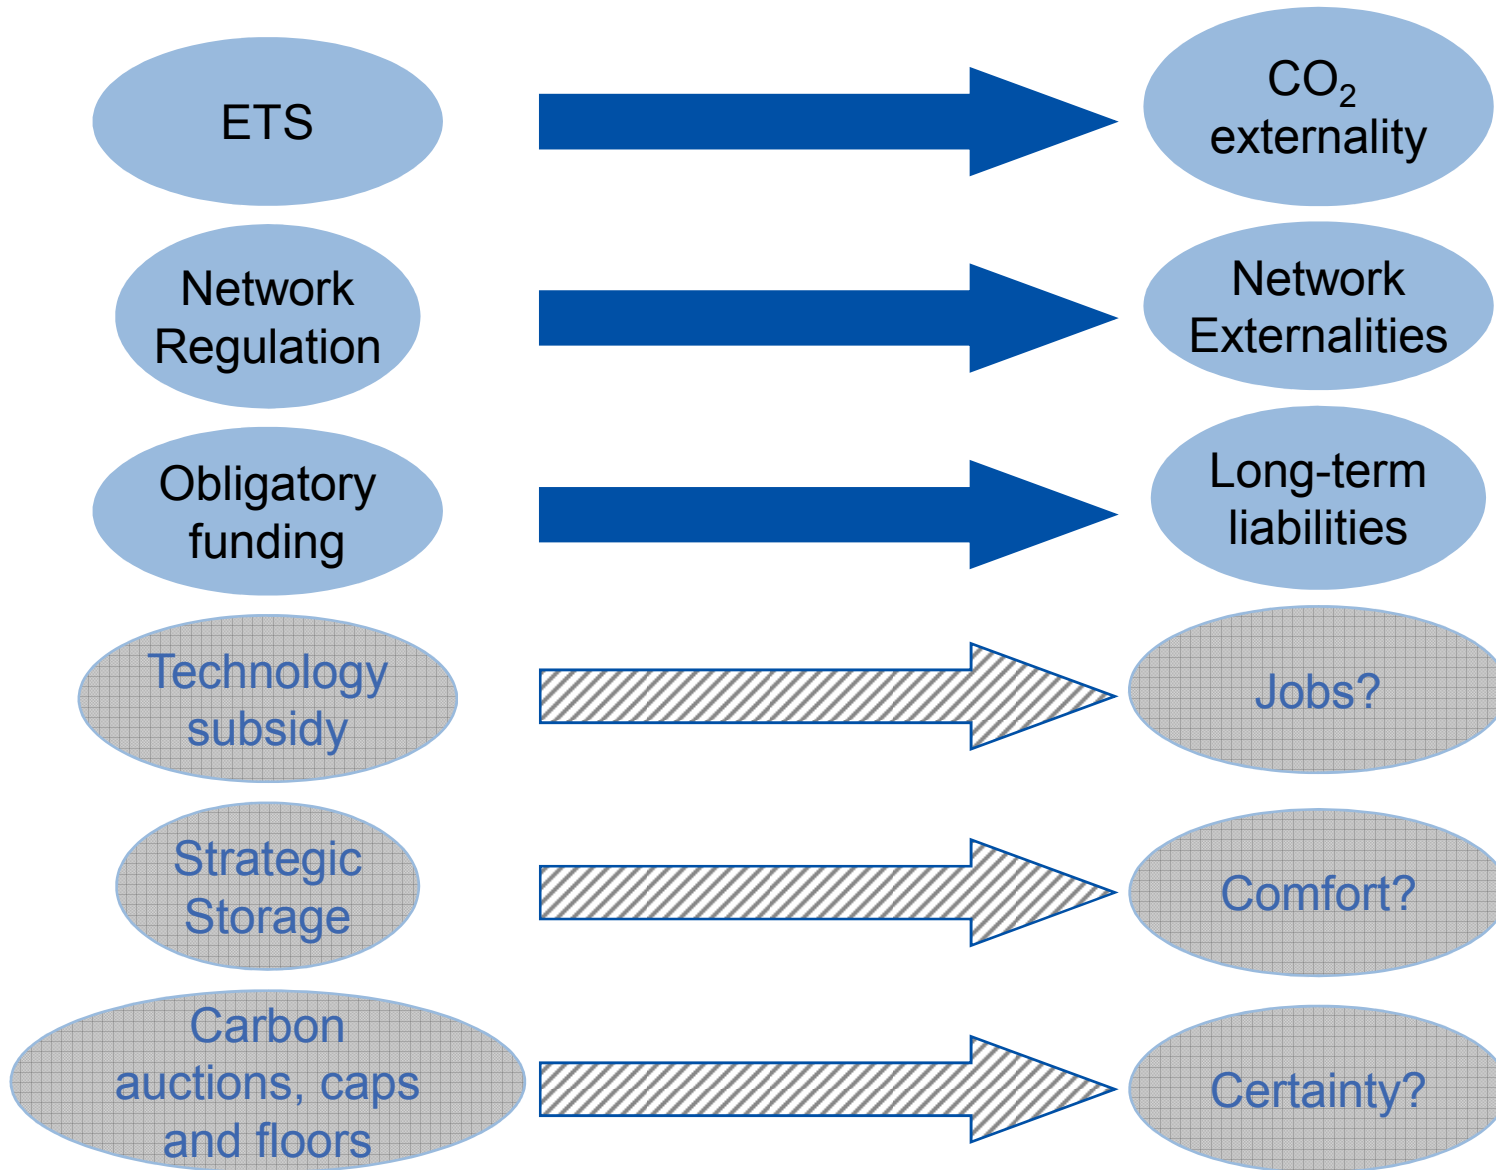 ETS
CO₂
externality
Network
Regulation
Network
Externalities
Obligatory
funding
Long-term
liabilities
Technology
subsidy
Jobs?
Strategic
Storage
Comfort?
Carbon
auctions, caps
and floors
Certainty?